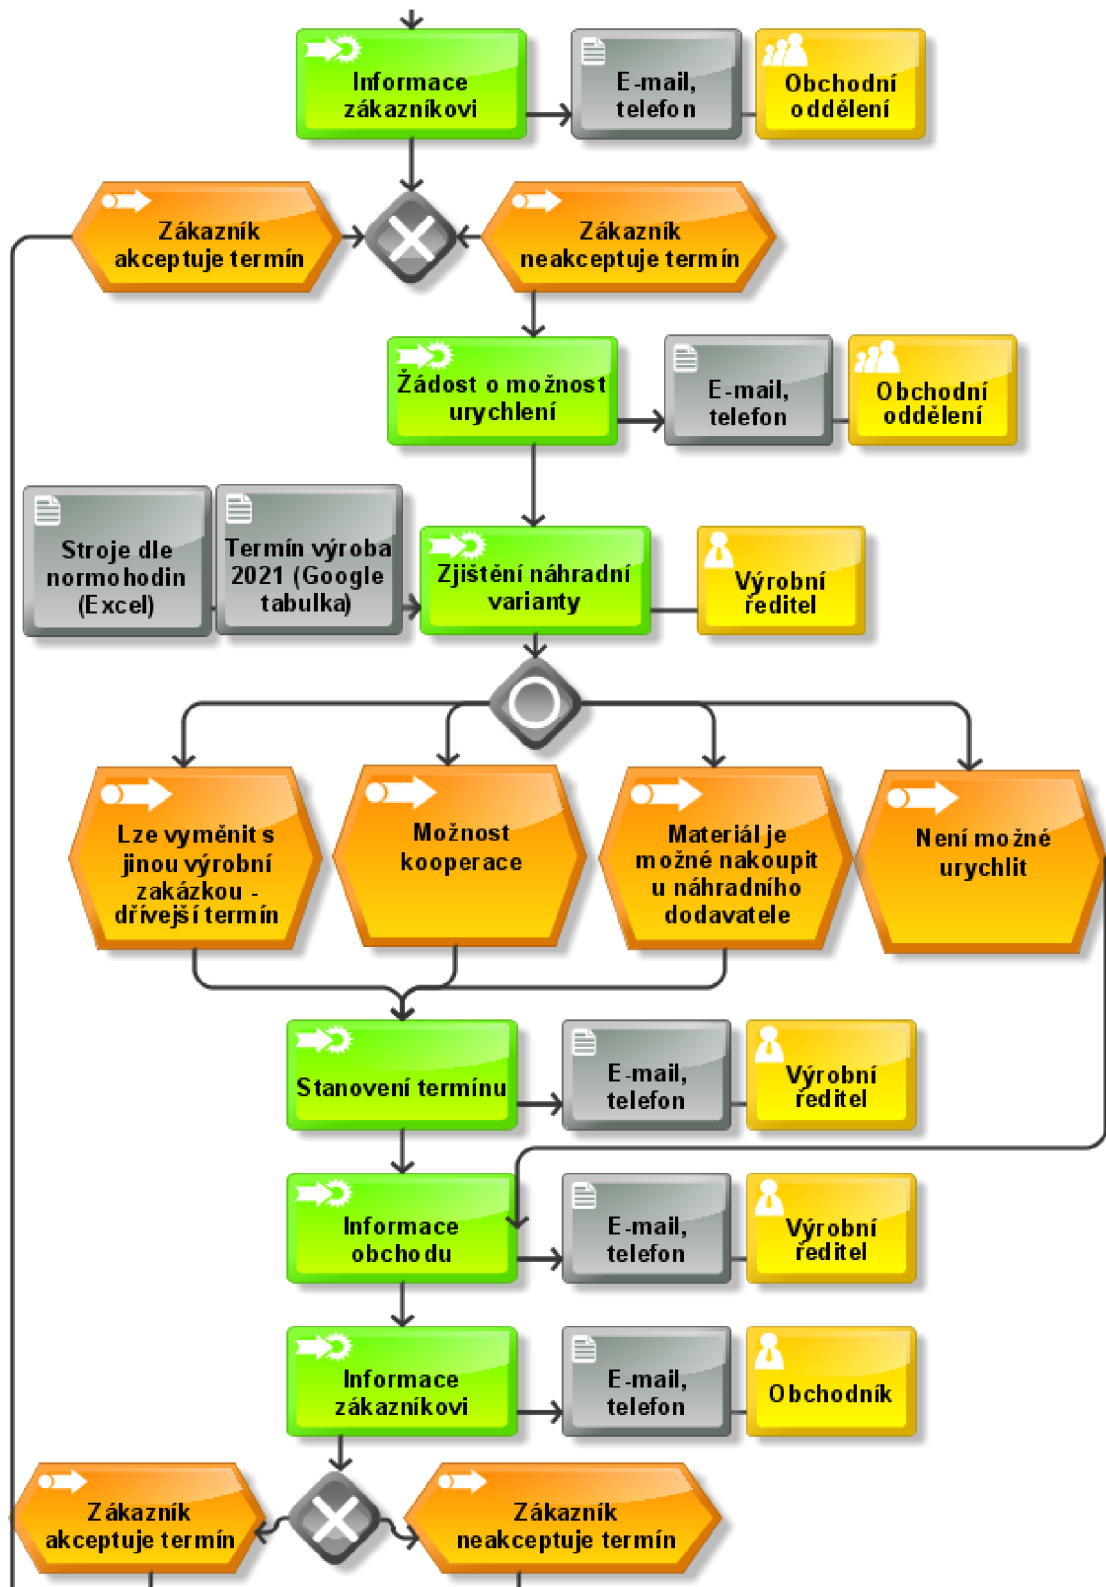 Informace
zákazníkovi
E-mail,
telefon
Obchodní
oddělení
Zákazník
akceptuje termín
Zákazník
neakceptuje termín
Žádost o možnost
urychlení
E-mail,
telefon
Obchodní
oddělení
Stroje dle
normohodin
(Excel)
Termín výroba
2021 (Google
tabulka)
Zjištění náhradní
varianty
Výrobní
ředitel
Lze vyměnit s
jinou výrobní
zakázkou -
dřívejší termín
Možnost
kooperace
Materiál je
možné nakoupit
u náhradního
dodavatele
Není možné
urychlit
Stanovení termínu
E-mail,
telefon
Výrobní
ředitel
Informace
obchodu
E-mail,
telefon
Výrobní
ředitel
Informace
zákazníkovi
E-mail,
telefon
Obchodník
Zákazník
akceptuje termín
Zákazník
neakceptuje termín